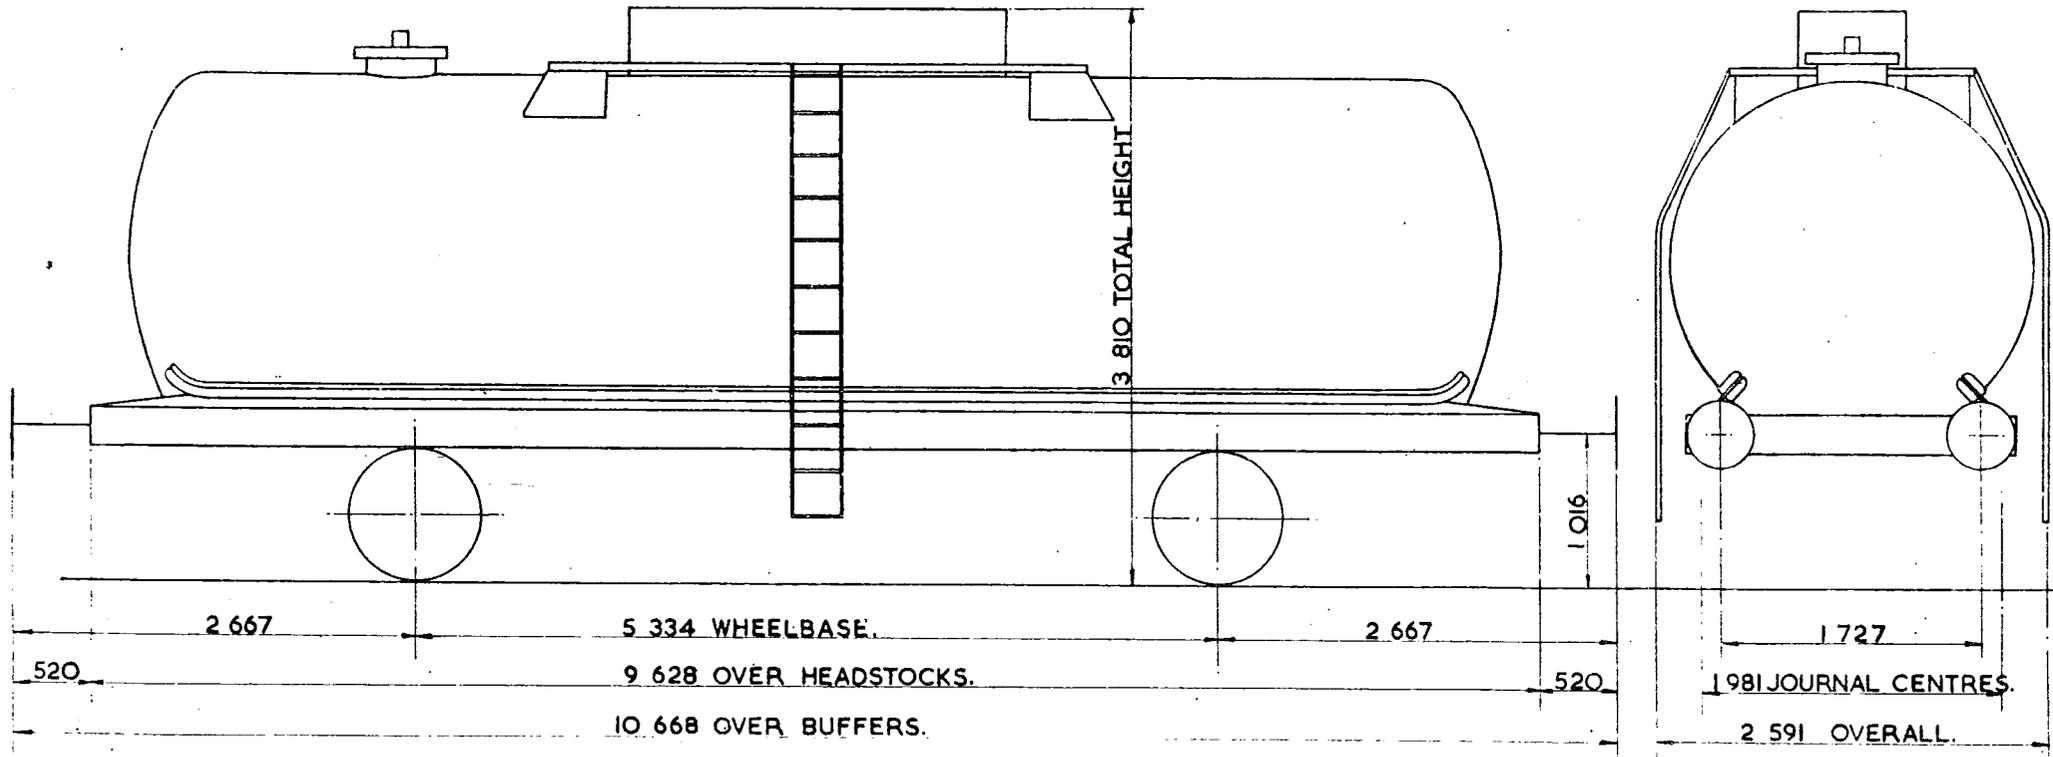 3 810 TOTAL HEIGHT
1 016
2 667
5 334 WHEELBASE.
2 667
1 727
520
9 628 OVER HEADSTOCKS.
520
1 981 JOURNAL CENTRES.
10 668 OVER BUFFERS.
2 591 OVERALL.